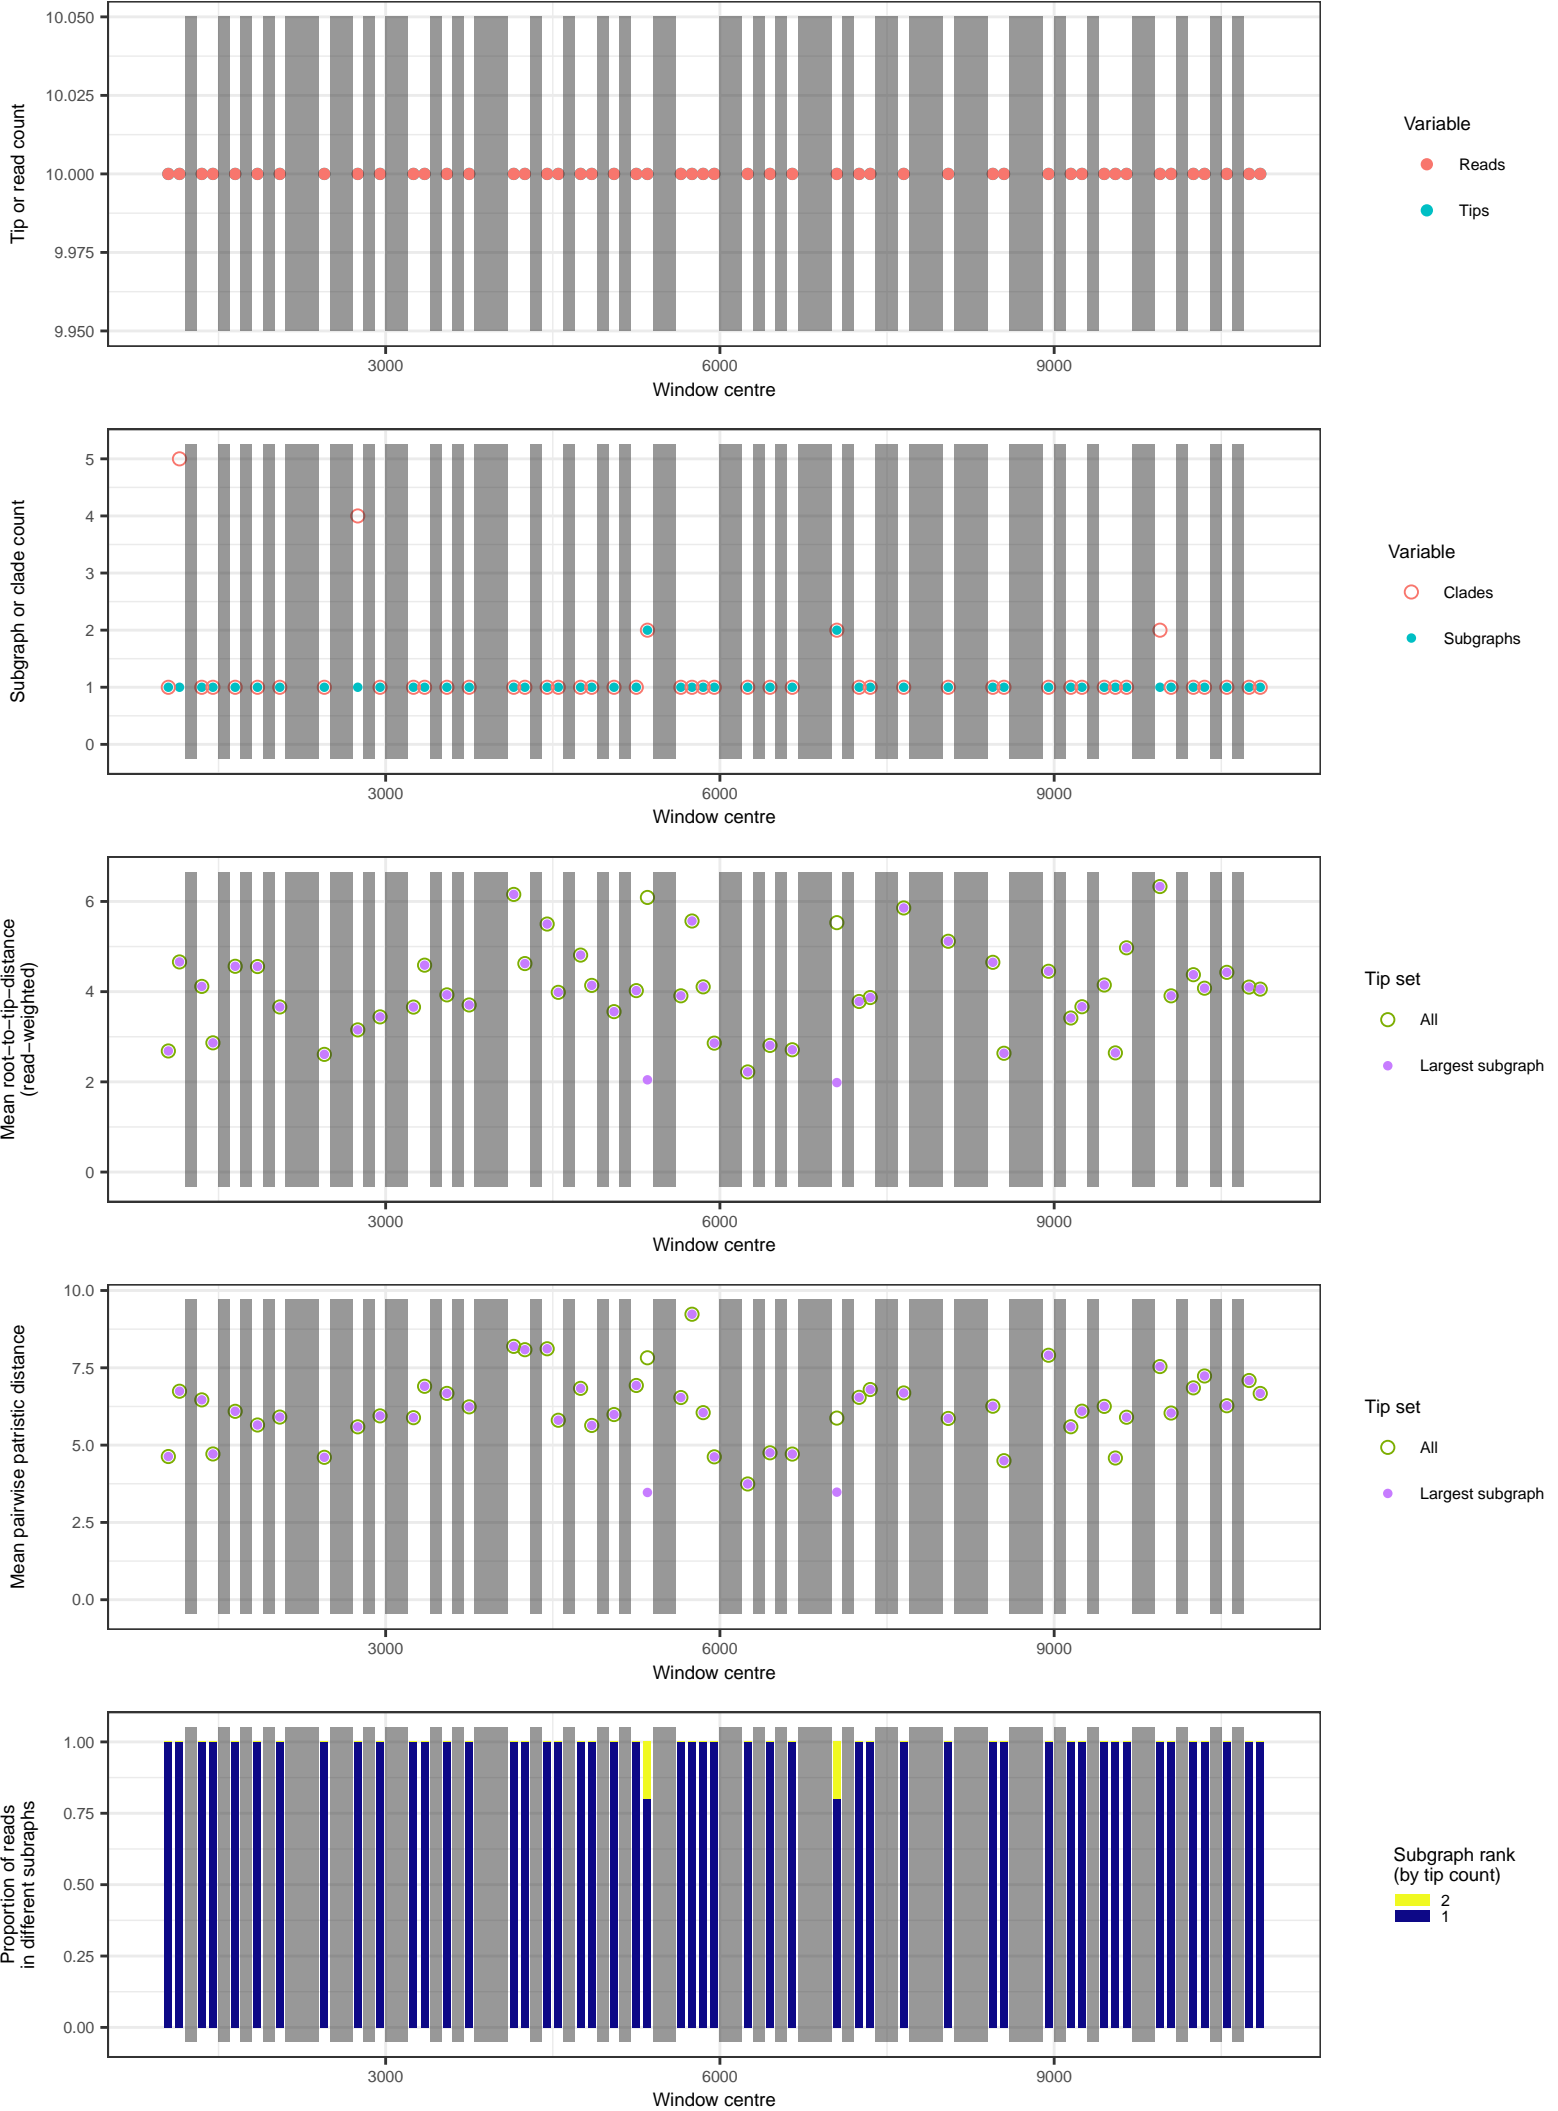 10.050
10.025
10.000
9.975
9.950
Tip or read count
3000
6000
9000
Window centre
Variable
Reads
Tips
5
4
3
2
1
0
Subgraph or clade count
3000
6000
9000
Window centre
Variable
Clades
Subgraphs
6
4
2
0
Mean root−to−tip−distance
(read−weighted)
3000
6000
9000
Window centre
Tip set
All
Largest subgraph
10.0
7.5
5.0
2.5
0.0
Mean pairwise patristic distance
3000
6000
9000
Window centre
Tip set
All
Largest subgraph
1.00
0.75
0.50
0.25
0.00
Proportion of reads
in different subraphs
3000
6000
9000
Window centre
Subgraph rank
(by tip count)
2
1